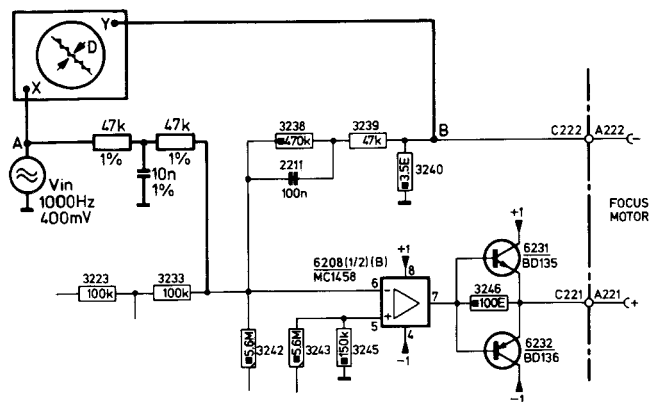 Y
D
X
A
47k
1%
47k
1%
10n
1%
Vin
1000Hz
400mV
3238
■470k
3239
47k
2211
100n
B
■3.5E
3240
C222
A222
(−
FOCUS
MOTOR
+1
6231
BD135
6208(1/2)(B)
MC1458
+1
8
6
−
7
5
+
4
−1
3246
■100E
C221
A221
(+
6232
BD136
−1
3223
100k
3233
100k
■5.6M
3242
■5.6M
3243
■150k
3245